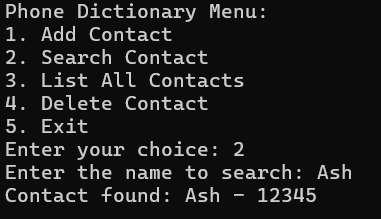 Phone Dictionary Menu:
1. Add Contact
2. Search Contact
3. List All Contacts
4. Delete Contact
5. Exit
Enter your choice: 2
Enter the name to search: Ash
Contact found: Ash - 12345